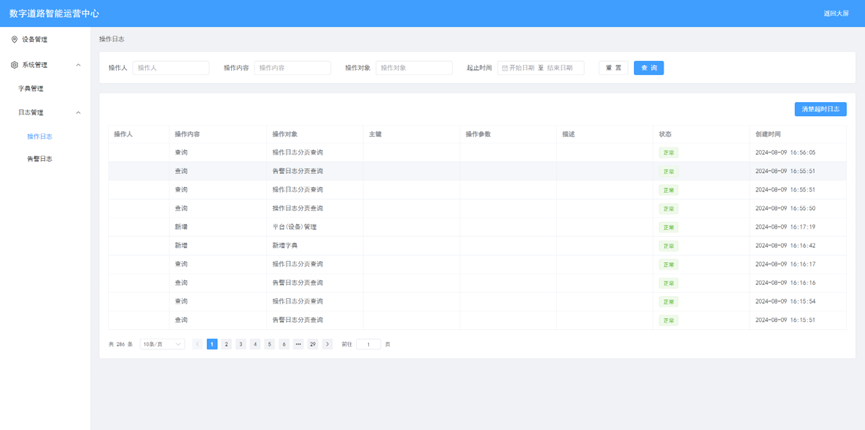 数字道路智能运营中心 返回大屏
设备管理
系统管理
字典管理
日志管理
操作日志
告警日志
操作日志
操作人 操作人 操作内容 操作内容 操作对象 操作对象 起止时间 开始日期 至 结束日期 重 置 查 询
清楚超时日志
操作人 操作内容 操作对象 主键 操作参数 描述 状态 创建时间
查询 操作日志分页查询 正常 2024-08-09 16:56:05
查询 告警日志分页查询 正常 2024-08-09 16:55:51
查询 操作日志分页查询 正常 2024-08-09 16:55:51
查询 操作日志分页查询 正常 2024-08-09 16:55:50
新增 平台(设备)管理 正常 2024-08-09 16:17:19
新增 新增字典 正常 2024-08-09 16:16:42
查询 操作日志分页查询 正常 2024-08-09 16:16:17
查询 告警日志分页查询 正常 2024-08-09 16:16:16
查询 操作日志分页查询 正常 2024-08-09 16:15:54
查询 告警日志分页查询 正常 2024-08-09 16:15:51
共 286 条 10条/页 1 2 3 4 5 6 ••• 29 前往 1 页